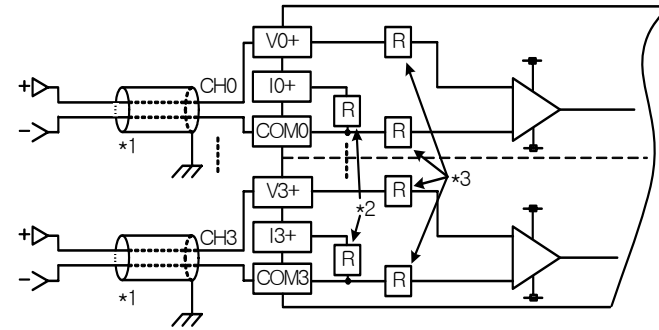 V0+
R
+
CH0
I0+
R
−
COM0
R
*1
V3+
R
*3
*2
+
CH3
I3+
R
−
COM3
R
*1